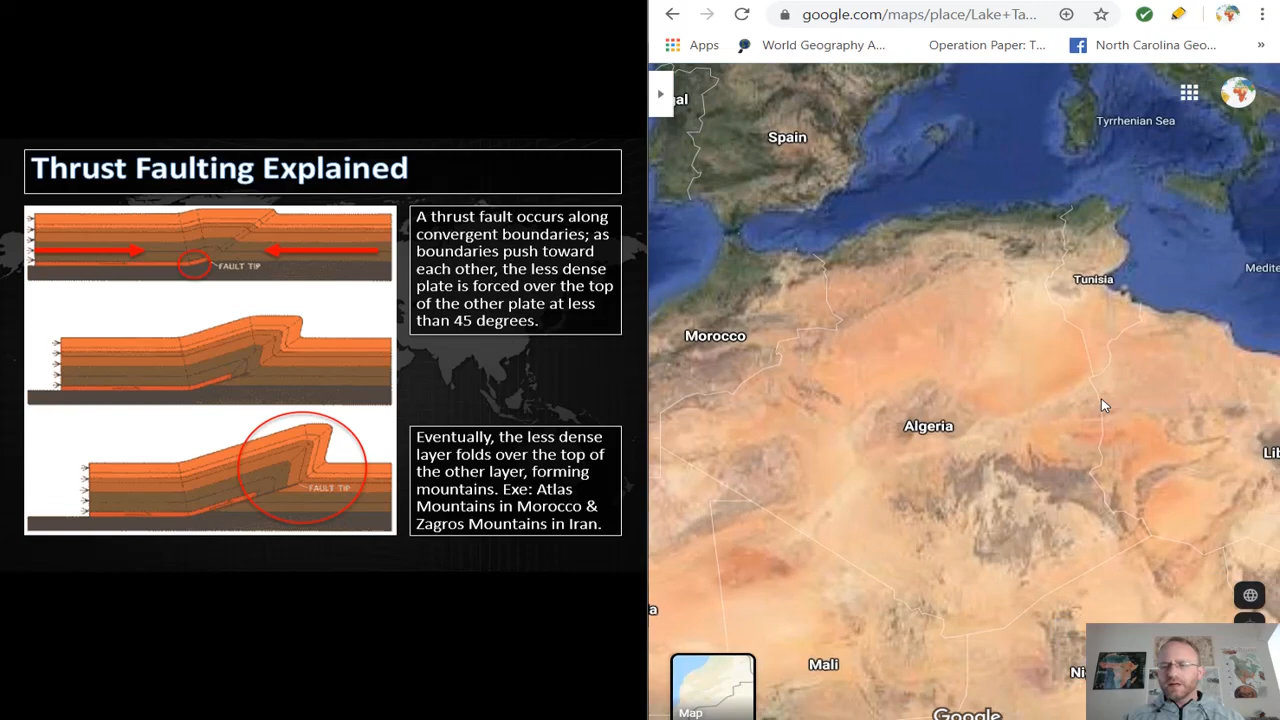 Thrust Faulting Explained
FAULT TIP
A thrust fault occurs along
convergent boundaries; as
boundaries push toward
each other, the less dense
plate is forced over the top
of the other plate at less
than 45 degrees.
FAULT TIP
Eventually, the less dense
layer folds over the top of
the other layer, forming
mountains. Exe: Atlas
Mountains in Morocco &
Zagros Mountains in Iran.
google.com/maps/place/Lake+Ta...
Apps
World Geography A...
Operation Paper: T...
North Carolina Geo...
»
gal
Spain
Tyrrhenian Sea
Tunisia
Medite
Morocco
Algeria
Lib
a
Mali
Ni
Map
Google